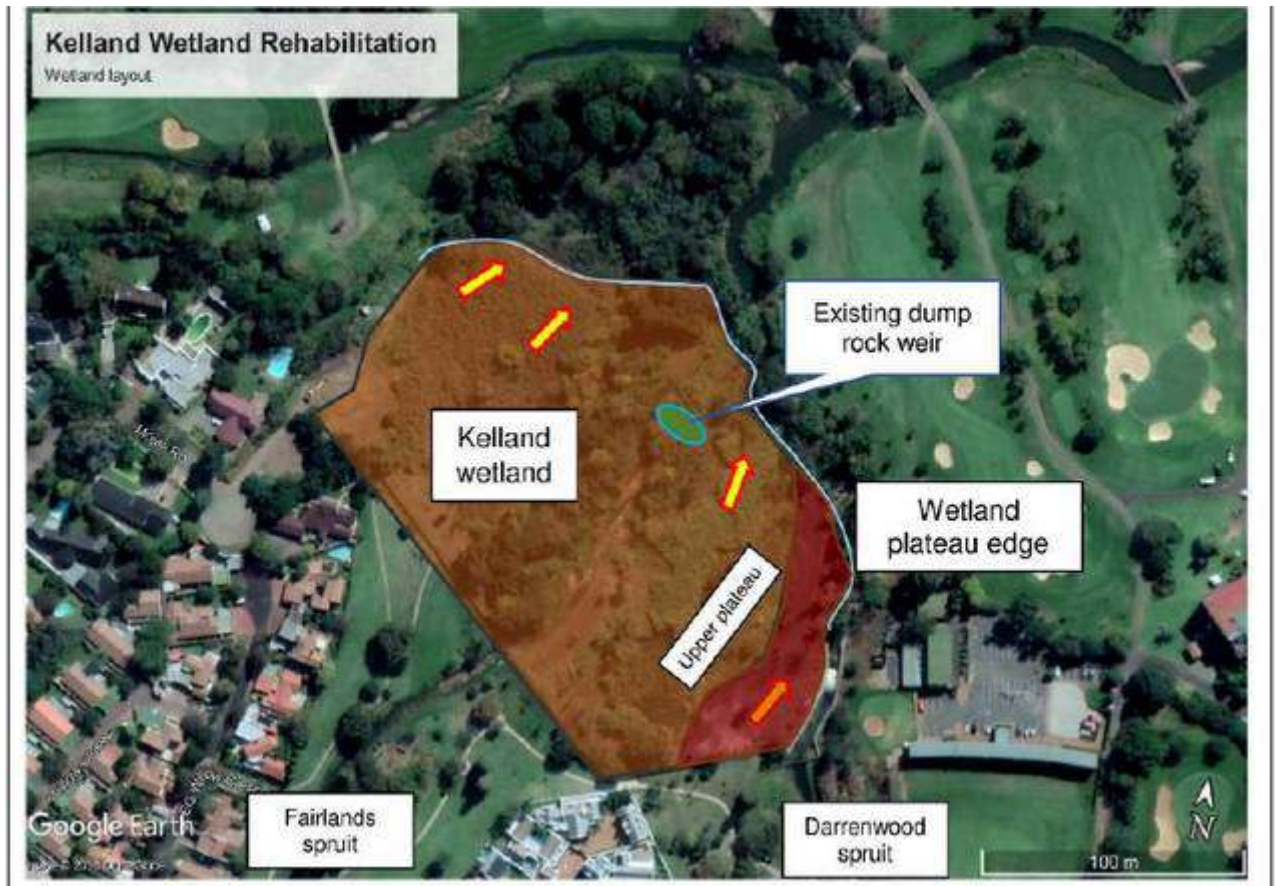 Kelland Wetland Rehabilitation
Wetland layout
Existing dump
rock weir
Kelland
wetland
Wetland
plateau edge
Upper plateau
Fairlands
spruit
Darrenwood
spruit
Google Earth
N
100 m